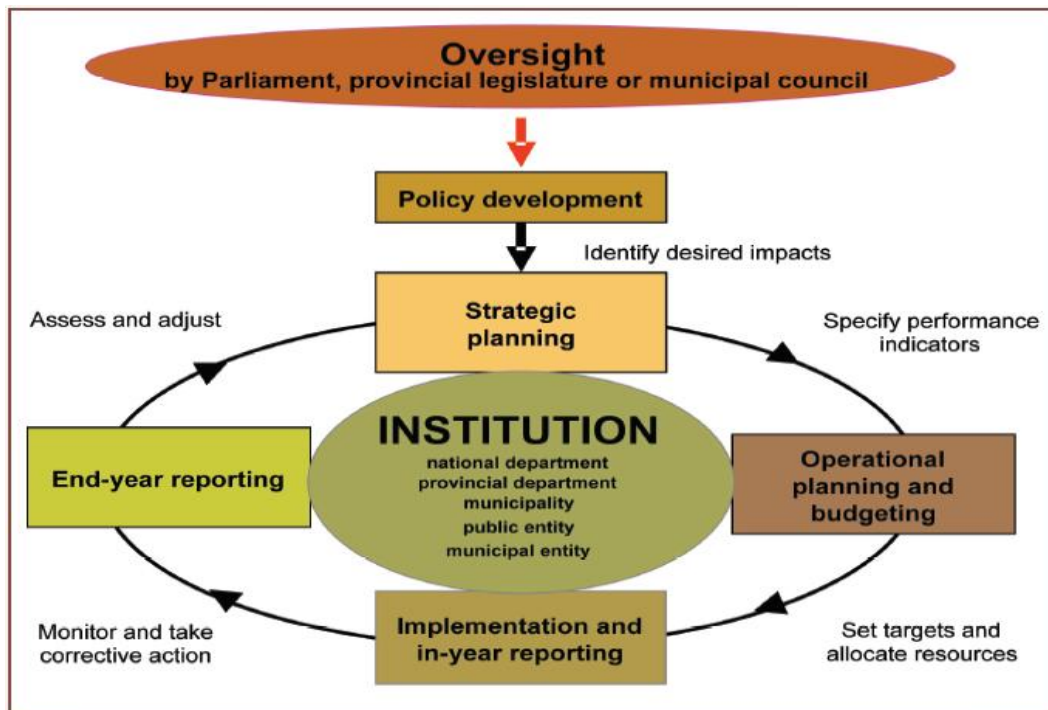 Oversight
by Parliament, provincial legislature or municipal council
Policy development
Identify desired impacts
Strategic
planning
Assess and adjust
Specify performance
indicators
INSTITUTION
national department
provincial department
municipality
public entity
municipal entity
End-year reporting
Operational
planning and
budgeting
Monitor and take
corrective action
Implementation and
in-year reporting
Set targets and
allocate resources